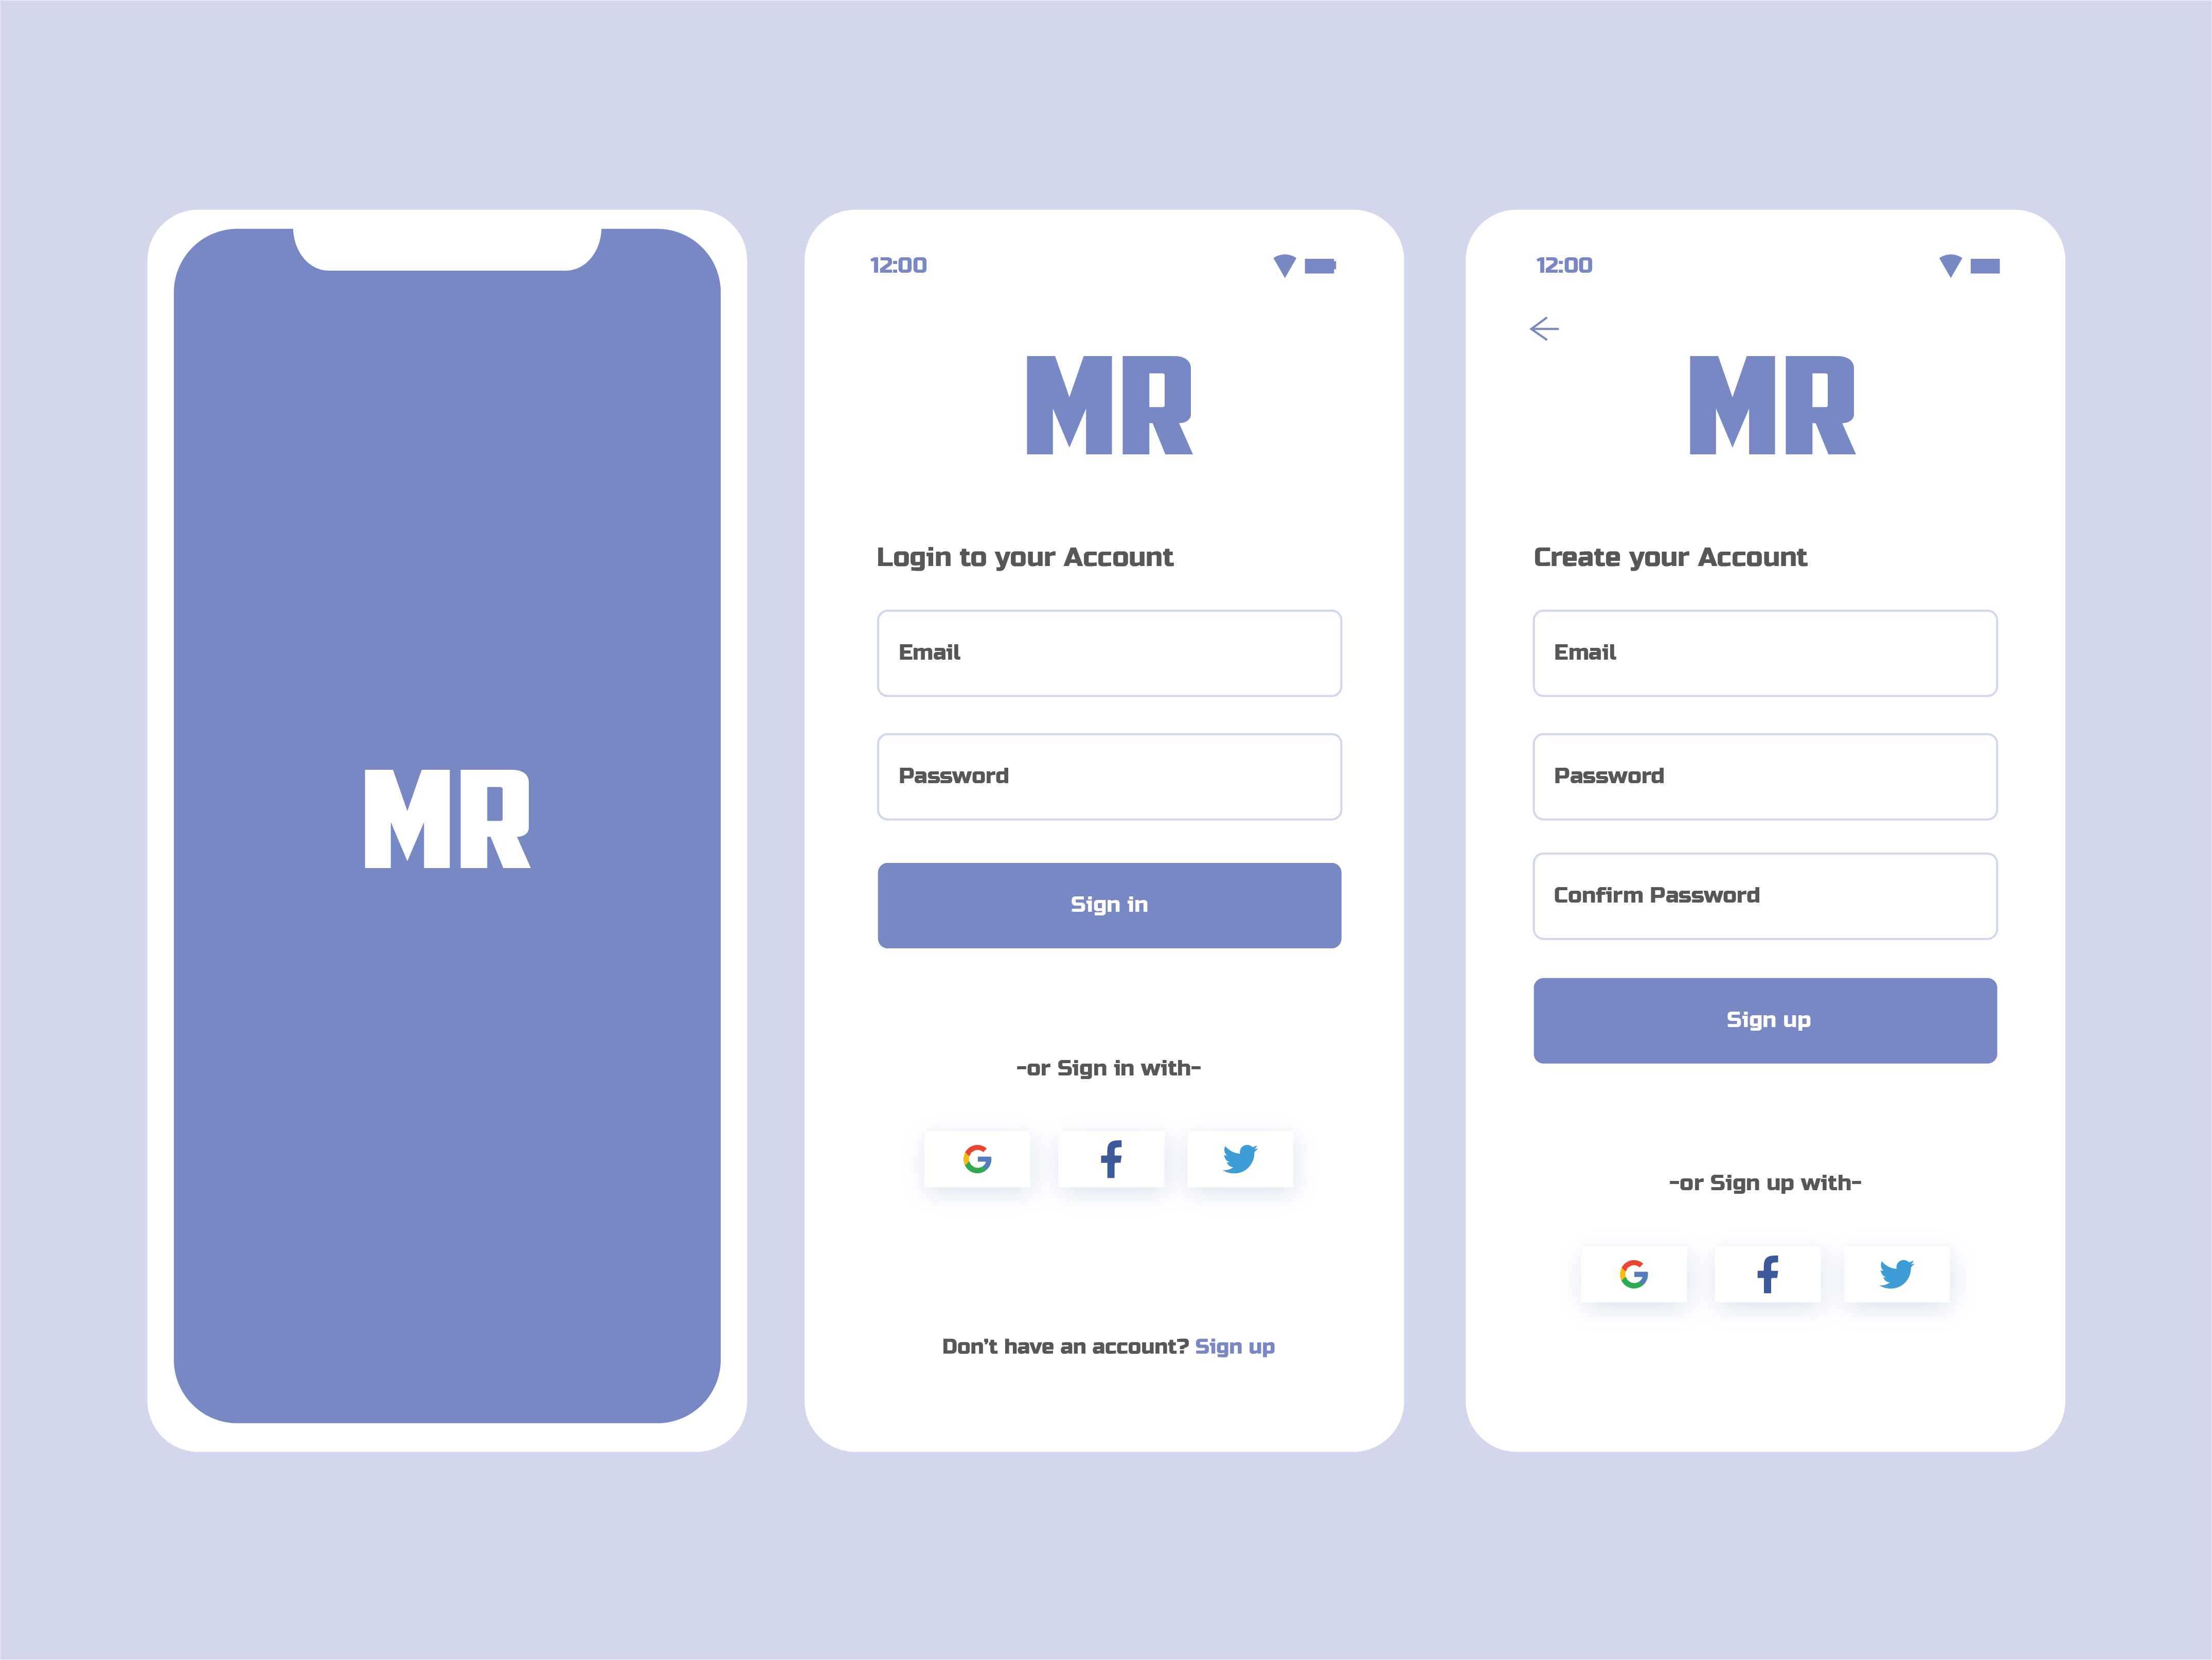 MR
12:00
MR
Login to your Account
Email
Password
Sign in
-or Sign in with-
Don't have an account? Sign up
12:00
MR
Create your Account
Email
Password
Confirm Password
Sign up
-or Sign up with-